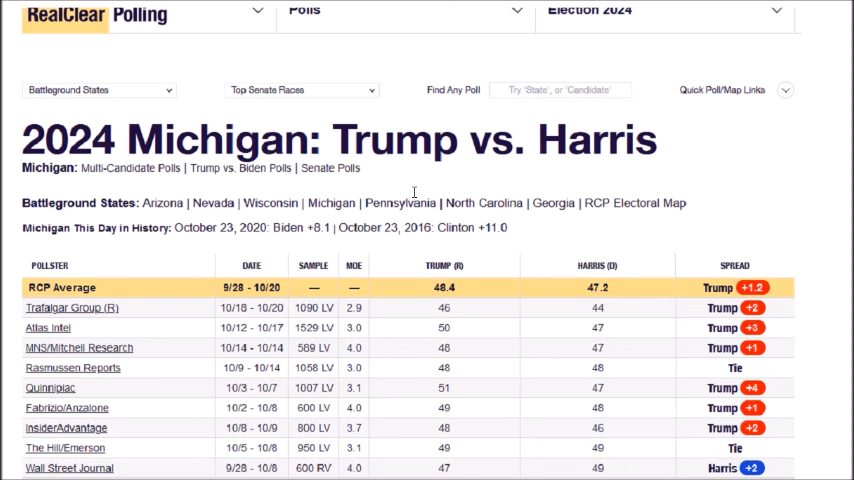 RealClear Polling
Polls
Election 2024
Battleground States
Top Senate Races
Find Any Poll
Try 'State', or 'Candidate'
Quick Poll/Map Links
2024 Michigan: Trump vs. Harris
Michigan: Multi-Candidate Polls | Trump vs. Biden Polls | Senate Polls
Battleground States: Arizona | Nevada | Wisconsin | Michigan | Pennsylvania | North Carolina | Georgia | RCP Electoral Map
Michigan This Day in History: October 23, 2020: Biden +8.1 | October 23, 2016: Clinton +11.0
POLLSTER DATE SAMPLE MOE TRUMP (R) HARRIS (D) SPREAD
RCP Average 9/28 - 10/20 — — 48.4 47.2 Trump +1.2
Trafalgar Group (R) 10/18 - 10/20 1090 LV 2.9 46 44 Trump +2
Atlas Intel 10/12 - 10/17 1529 LV 3.0 50 47 Trump +3
MNS/Mitchell Research 10/14 - 10/14 589 LV 4.0 48 47 Trump +1
Rasmussen Reports 10/9 - 10/14 1058 LV 3.0 48 48 Tie
Quinnipiac 10/3 - 10/7 1007 LV 3.1 51 47 Trump +4
Fabrizio/Anzalone 10/2 - 10/8 600 LV 4.0 49 48 Trump +1
InsiderAdvantage 10/8 - 10/9 800 LV 3.7 48 46 Trump +2
The Hill/Emerson 10/5 - 10/8 950 LV 3.1 49 49 Tie
Wall Street Journal 9/28 - 10/8 600 RV 4.0 47 49 Harris +2